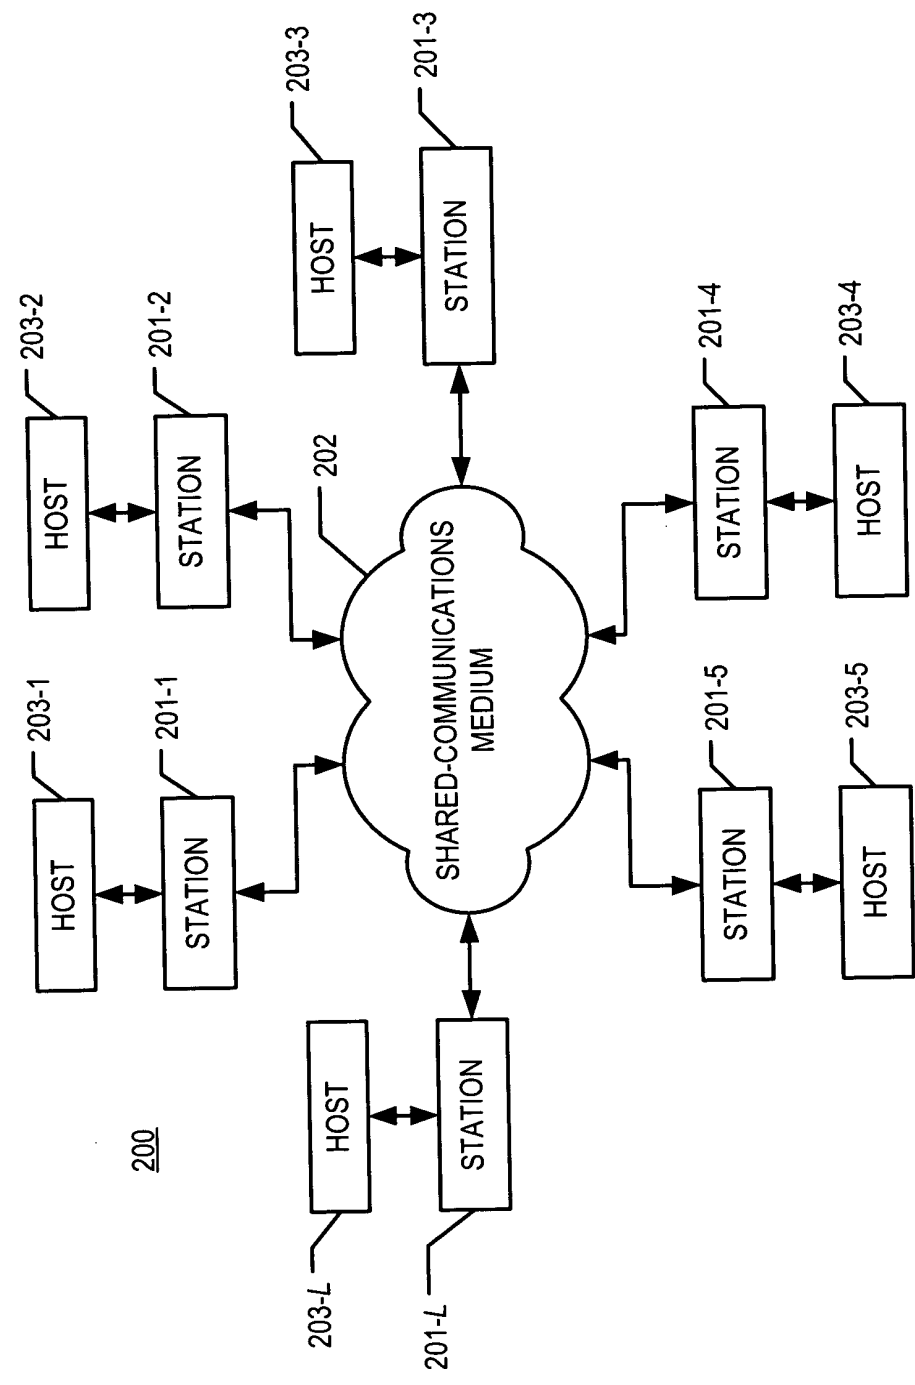 200
203-1
HOST
201-1
STATION
203-2
HOST
201-2
STATION
203-L
HOST
201-L
STATION
202
SHARED-COMMUNICATIONS
MEDIUM
203-3
HOST
201-3
STATION
201-5
STATION
203-5
HOST
201-4
STATION
203-4
HOST